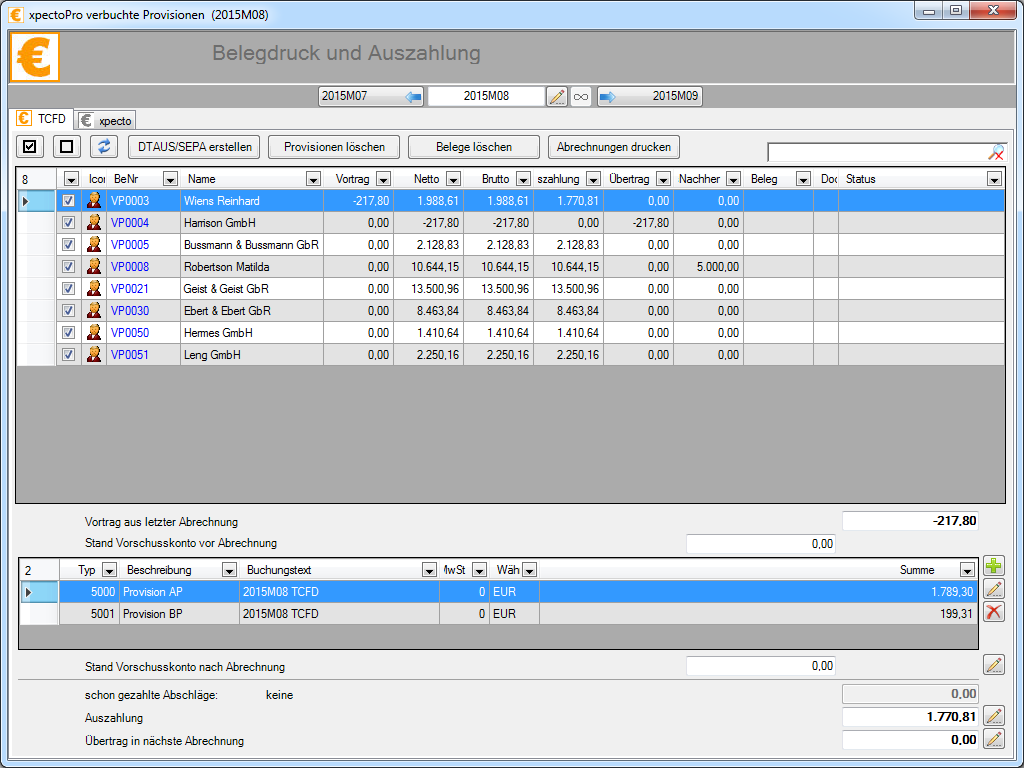 xpectoPro verbuchte Provisionen (2015M08)
Belegdruck und Auszahlung
2015M07 2015M08 2015M09
TCFD xpecto
DTAUS/SEPA erstellen Provisionen löschen Belege löschen Abrechnungen drucken
8 Icor BeNr Name Vortrag Netto Brutto szahlung Übertrag Nachher Beleg Doc Status
VP0003 Wiens Reinhard -217,80 1.988,61 1.988,61 1.770,81 0,00 0,00
VP0004 Harrison GmbH 0,00 -217,80 -217,80 0,00 -217,80 0,00
VP0005 Bussmann & Bussmann GbR 0,00 2.128,83 2.128,83 2.128,83 0,00 0,00
VP0008 Robertson Matilda 0,00 10.644,15 10.644,15 10.644,15 0,00 5.000,00
VP0021 Geist & Geist GbR 0,00 13.500,96 13.500,96 13.500,96 0,00 0,00
VP0030 Ebert & Ebert GbR 0,00 8.463,84 8.463,84 8.463,84 0,00 0,00
VP0050 Hermes GmbH 0,00 1.410,64 1.410,64 1.410,64 0,00 0,00
VP0051 Leng GmbH 0,00 2.250,16 2.250,16 2.250,16 0,00 0,00
Vortrag aus letzter Abrechnung -217,80
Stand Vorschusskonto vor Abrechnung 0,00
2 Typ Beschreibung Buchungstext MwSt Wäh Summe
5000 Provision AP 2015M08 TCFD 0 EUR 1.789,30
5001 Provision BP 2015M08 TCFD 0 EUR 199,31
Stand Vorschusskonto nach Abrechnung 0,00
schon gezahlte Abschläge: keine 0,00
Auszahlung 1.770,81
Übertrag in nächste Abrechnung 0,00